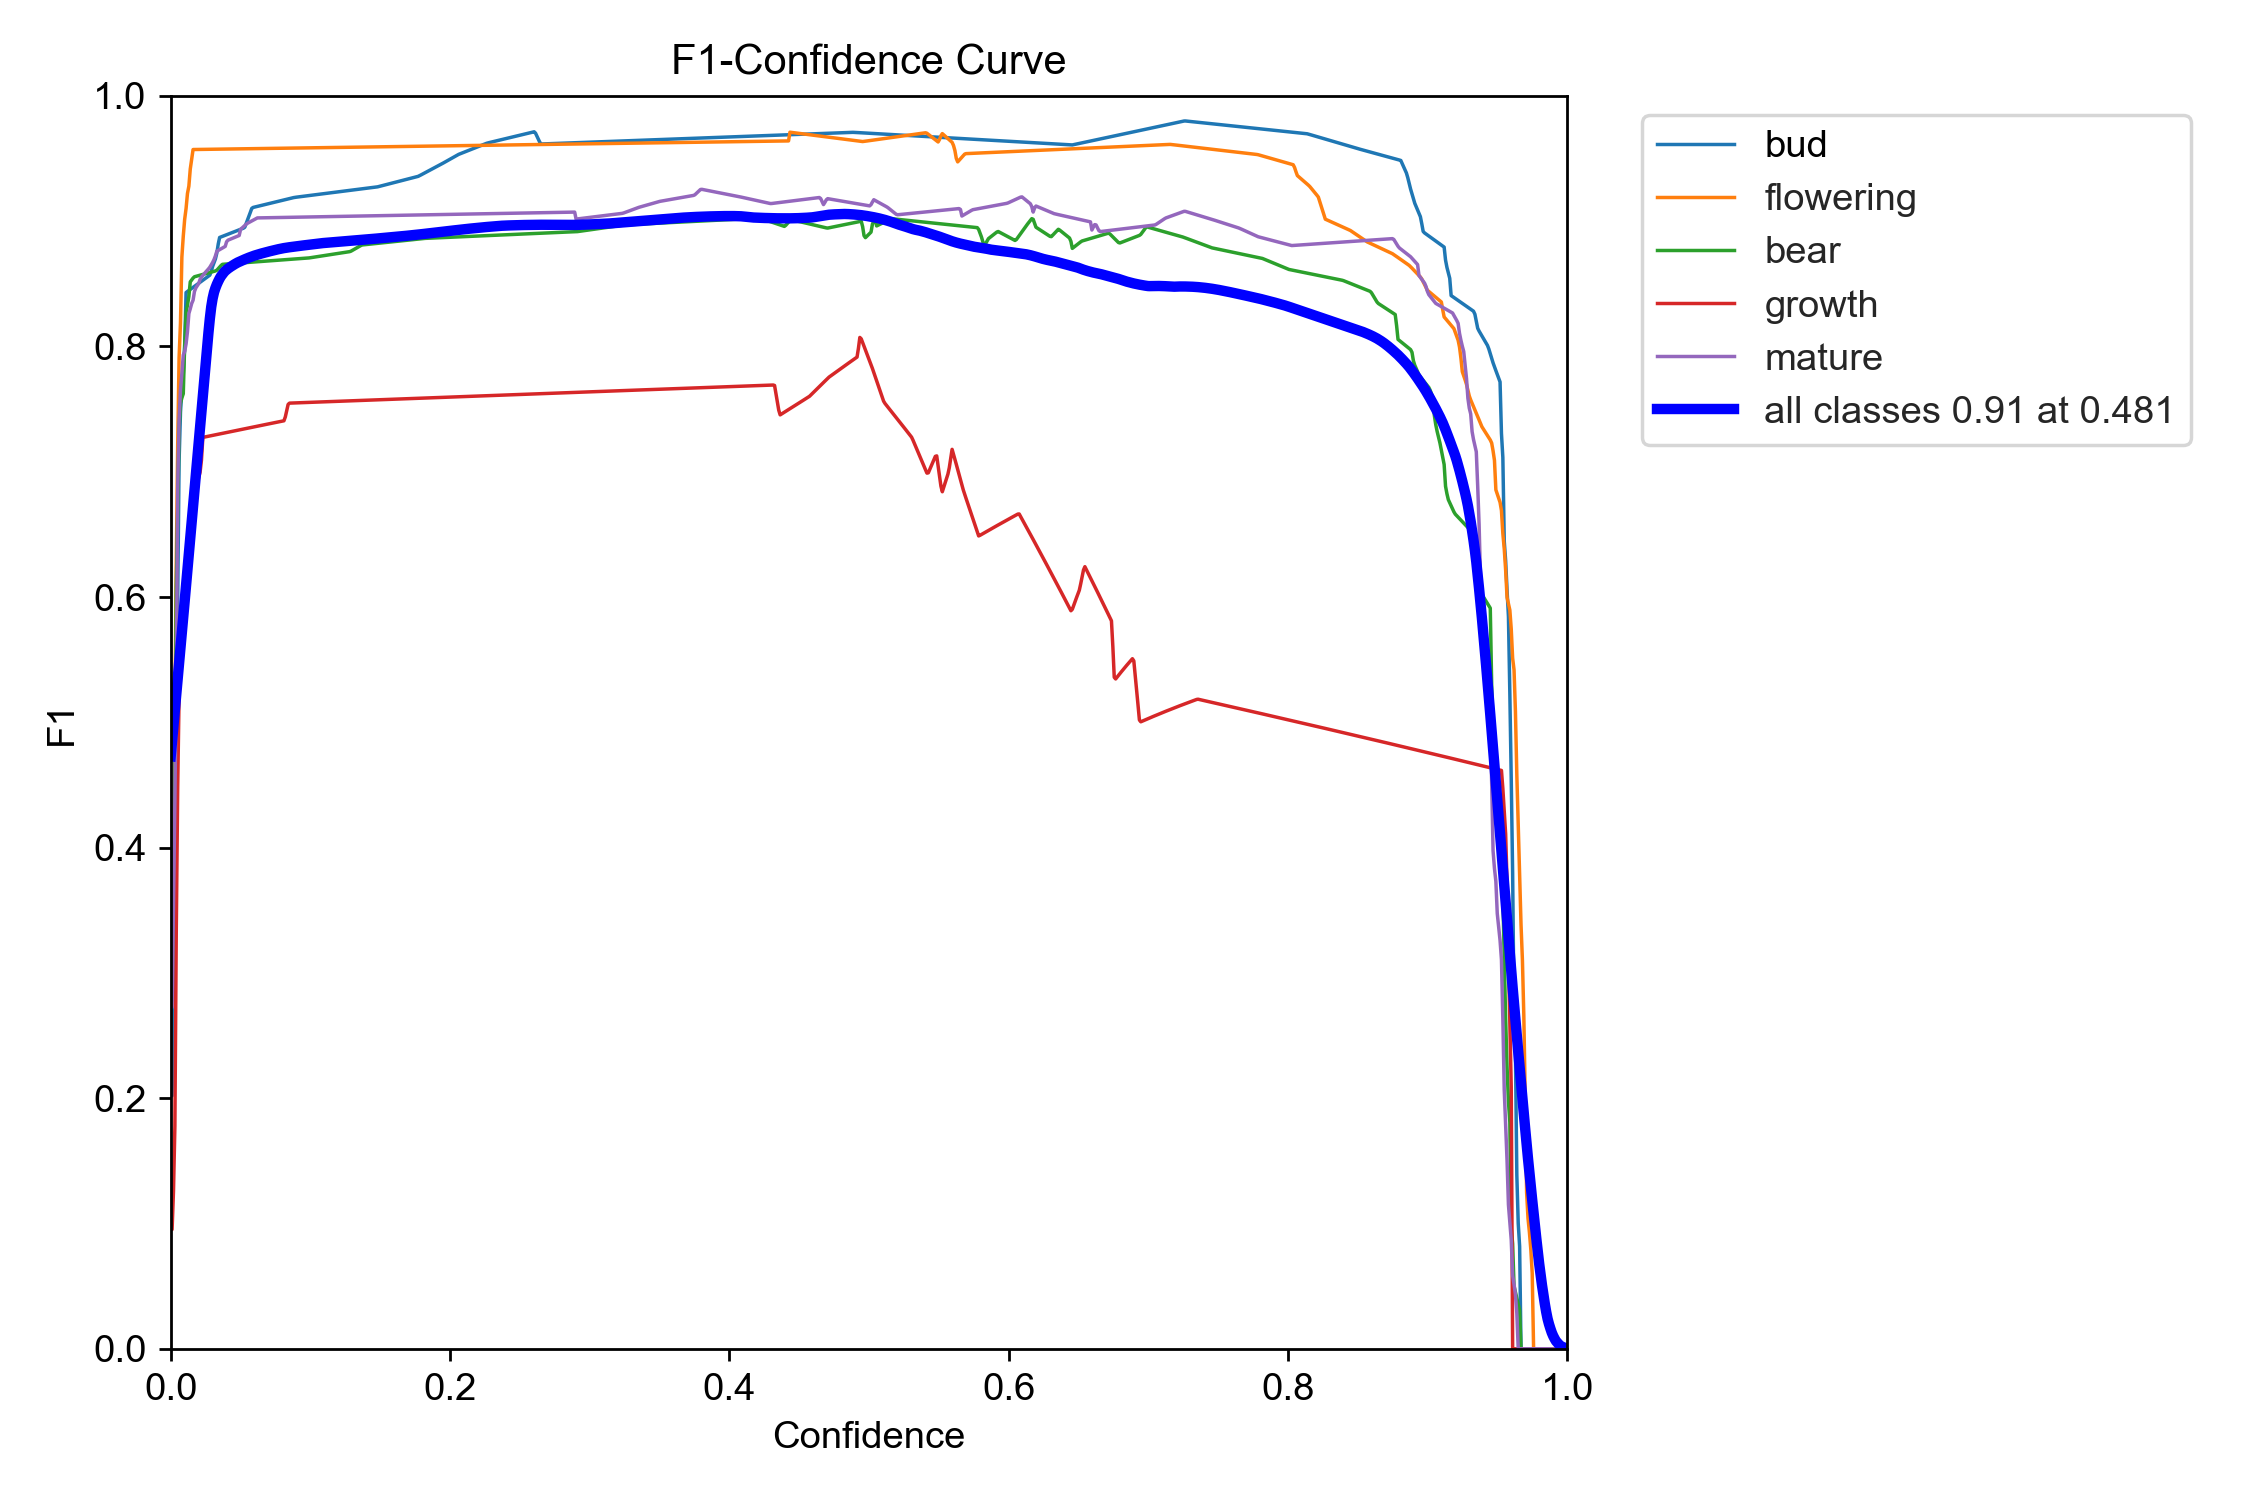 F1-Confidence Curve
1.0
0.8
0.6
0.4
0.2
0.0
F1
0.0 0.2 0.4 0.6 0.8 1.0
Confidence
bud
flowering
bear
growth
mature
all classes 0.91 at 0.481